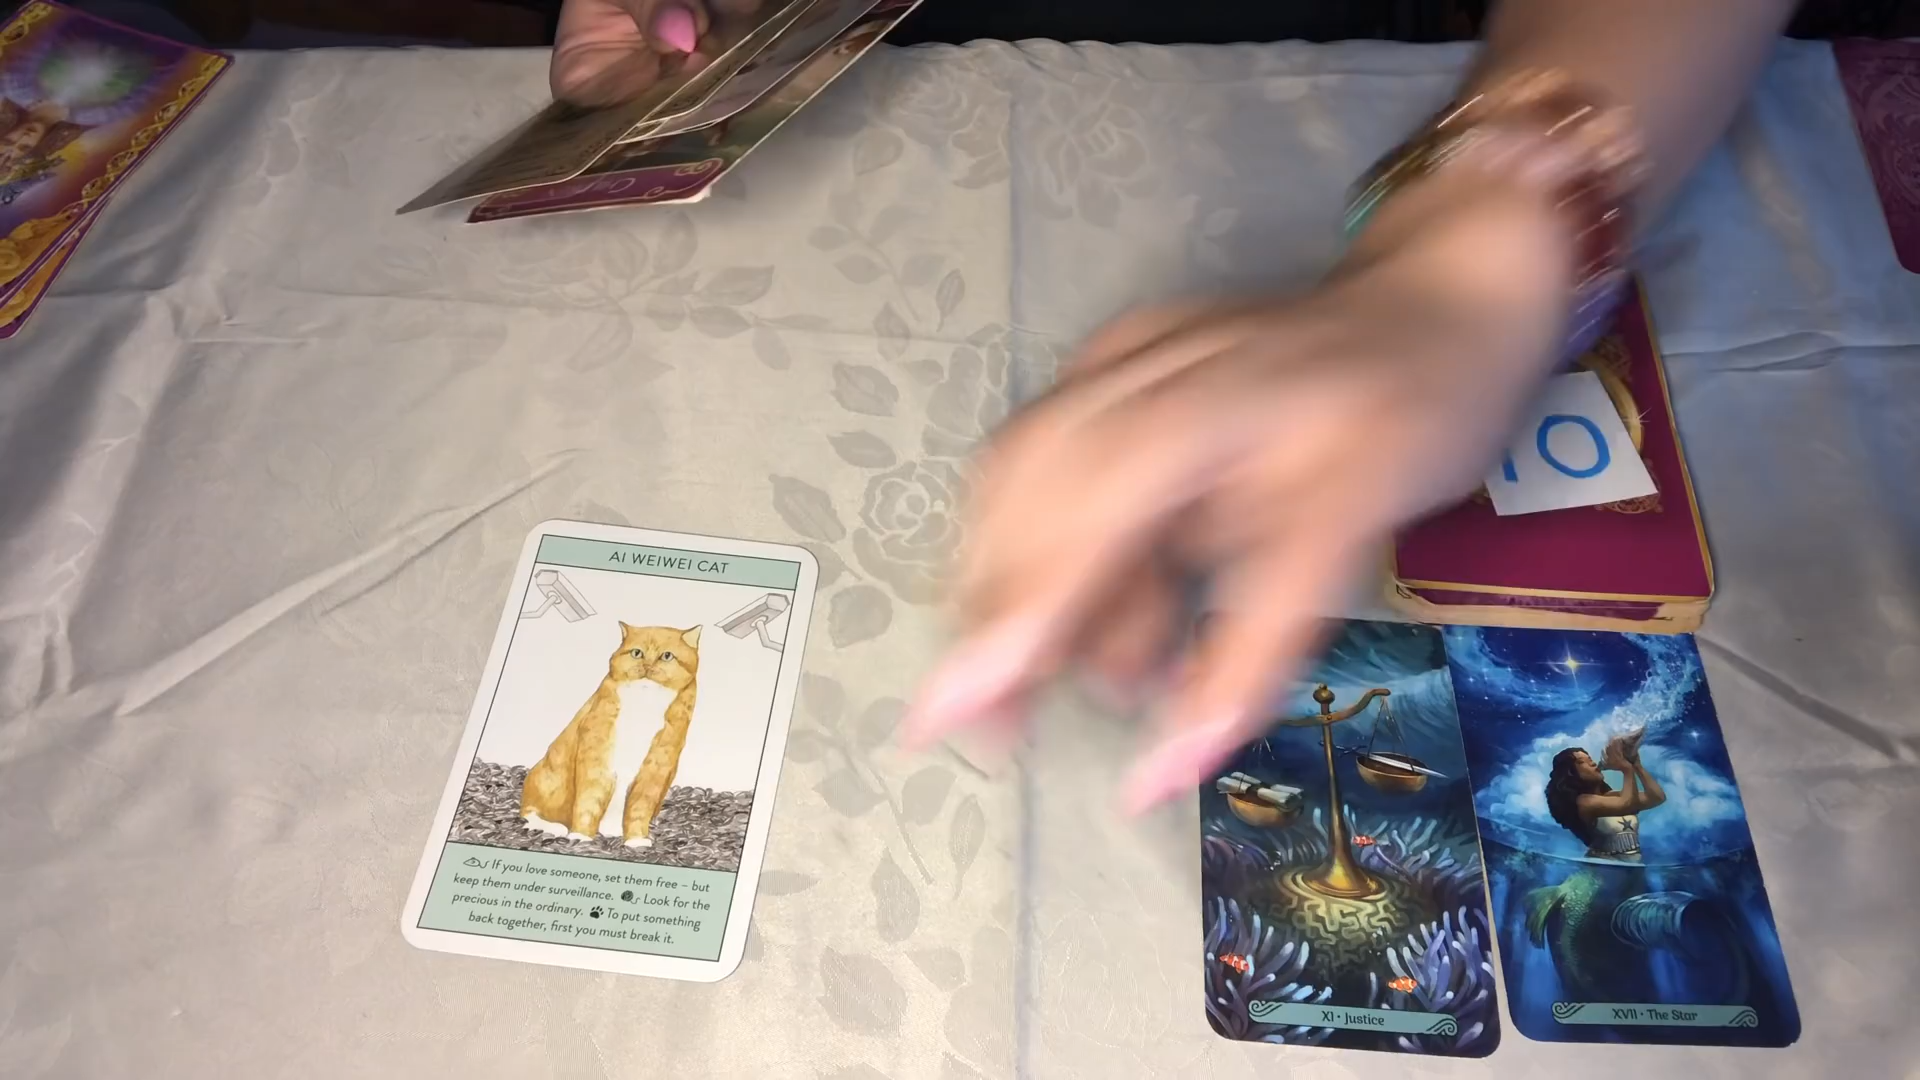 AI WEIWEI CAT
If you love someone, set them free – but
keep them under surveillance. Look for the
precious in the ordinary. To put something
back together, first you must break it.
10
XI • Justice
XVII • The Star